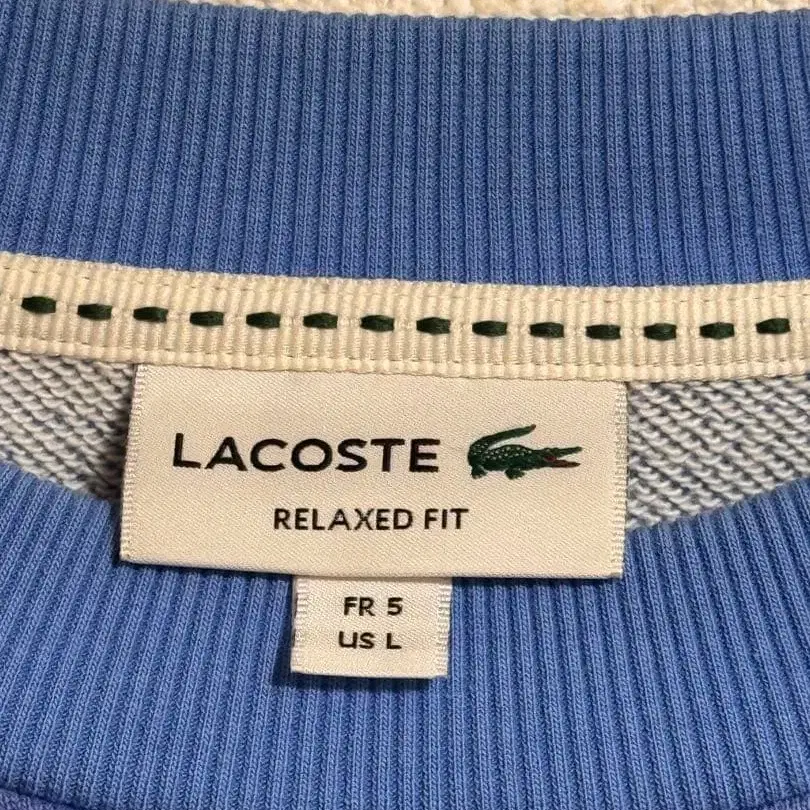 LACOSTE
RELAXED FIT
FR 5
US L